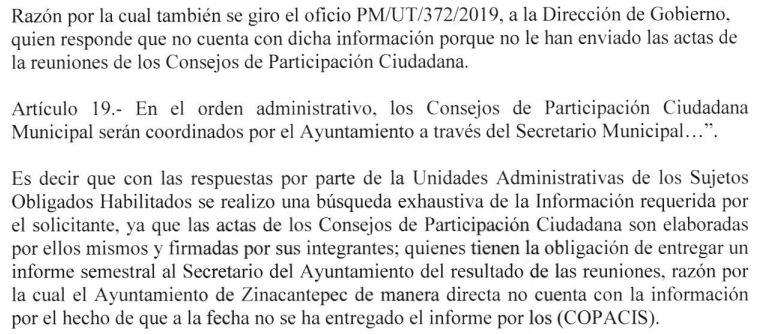 Razón por la cual también se giro el oficio PM/UT/372/2019, a la Dirección de Gobierno,
quien responde que no cuenta con dicha información porque no le han enviado las actas de
la reuniones de los Consejos de Participación Ciudadana.
Artículo 19.- En el orden administrativo, los Consejos de Participación Ciudadana
Municipal serán coordinados por el Ayuntamiento a través del Secretario Municipal…”.
Es decir que con las respuestas por parte de la Unidades Administrativas de los Sujetos
Obligados Habilitados se realizo una búsqueda exhaustiva de la Información requerida por
el solicitante, ya que las actas de los Consejos de Participación Ciudadana son elaboradas
por ellos mismos y firmadas por sus integrantes; quienes tienen la obligación de entregar un
informe semestral al Secretario del Ayuntamiento del resultado de las reuniones, razón por
la cual el Ayuntamiento de Zinacantepec de manera directa no cuenta con la información
por el hecho de que a la fecha no se ha entregado el informe por los (COPACIS).